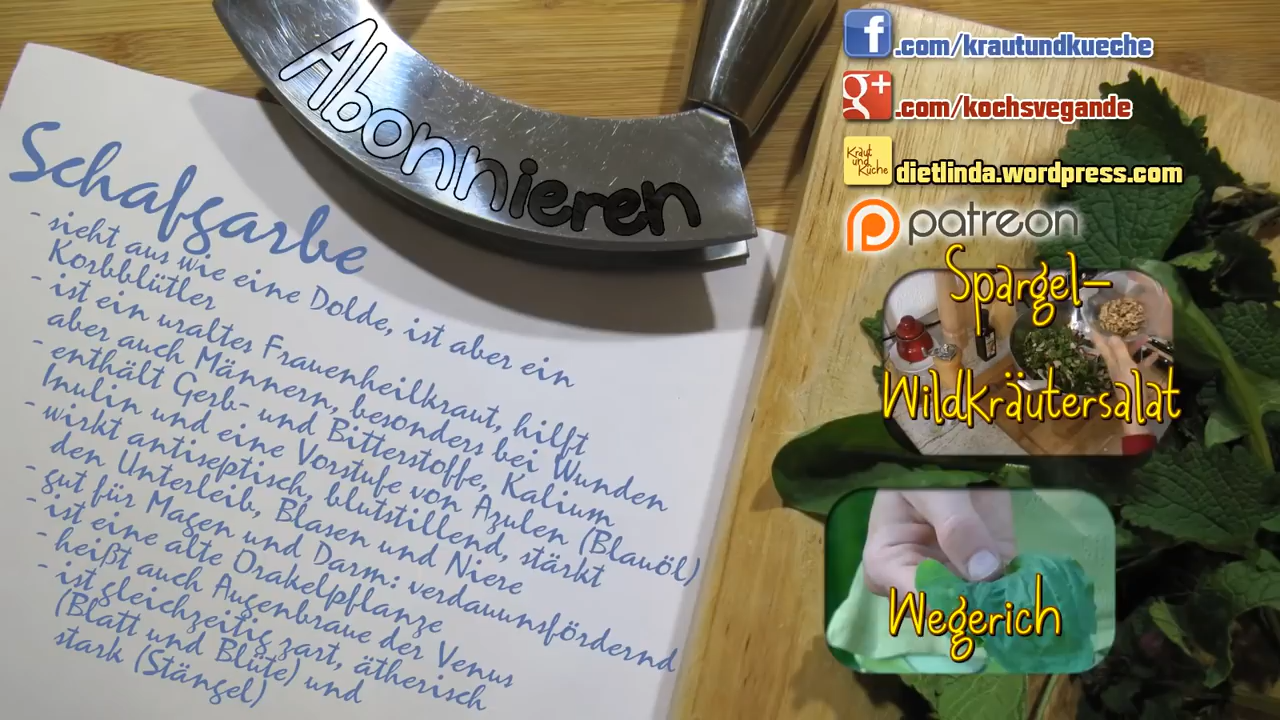 Abonnieren
Schafgarbe
- sieht aus wie eine Dolde, ist aber ein
Korbblütler
- ist ein uraltes Frauenheilkraut, hilft
aber auch Männern, besonders bei Wunden
- enthält Gerb- und Bitterstoffe, Kalium
Inulin und eine Vorstufe von Azulen (Blauöl)
- wirkt antiseptisch, blutstillend, stärkt
den Unterleib, Blasen und Niere
- gut für Magen und Darm: verdauunsfördernd
- ist eine alte Orakelpflanze
- heißt auch Augenbraue der Venus
- ist gleichzeitig zart, ätherisch
(Blatt und Blüte) und
stark (Stängel)
f .com/krautundkueche
g+ .com/kochsvegande
Kraut und Küche dietlinda.wordpress.com
patreon
Spargel-
Wildkräutersalat
Wegerich